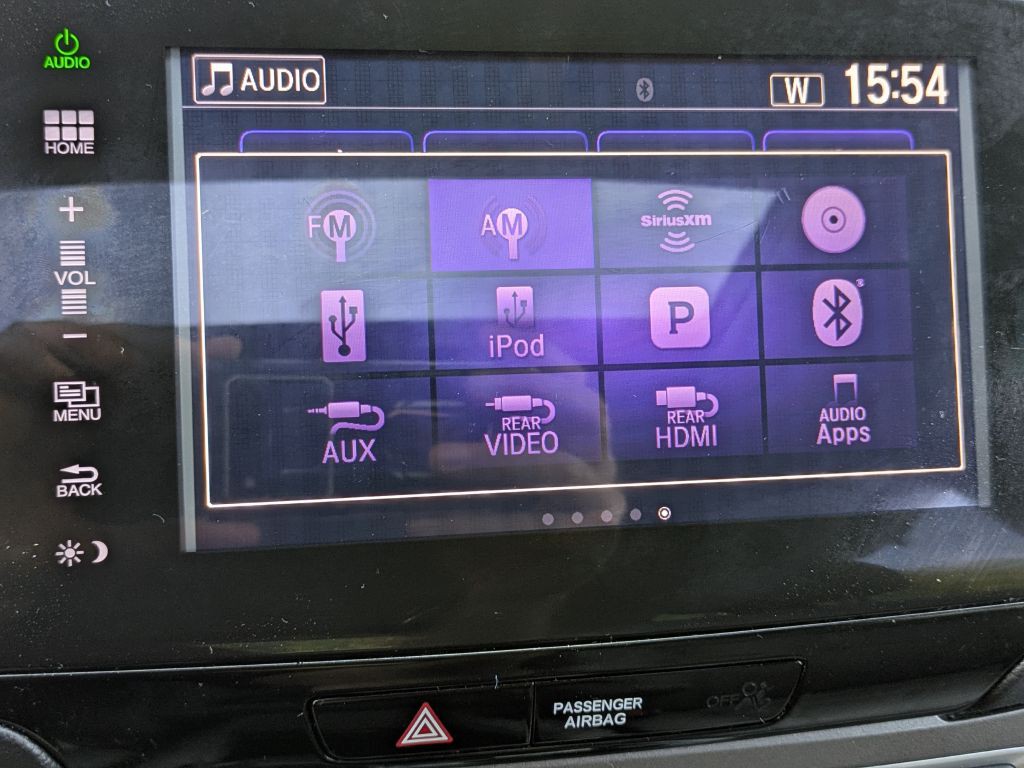 AUDIO
HOME
+
VOL
−
MENU
BACK
AUDIO
W 15:54
FM
AM
SiriusXM
iPod
P
AUX
REAR
VIDEO
REAR
HDMI
AUDIO
Apps
PASSENGER
AIRBAG
OFF